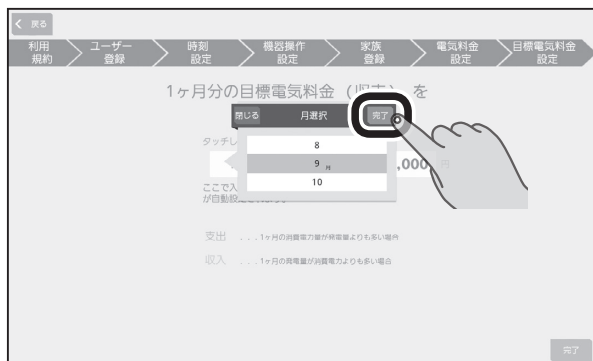 戻る
利用規約
ユーザー登録
時刻設定
機器操作設定
家族登録
電気料金設定
目標電気料金設定
1ヶ月分の目標電気料金（収支）を
閉じる 月選択 完了
タッチし
8
9 月
10
,000 円
ここで入
が自動設
支出 . . . 1ヶ月の消費電力量が発電量よりも多い場合
収入 . . . 1ヶ月の発電量が消費電力よりも多い場合
完了